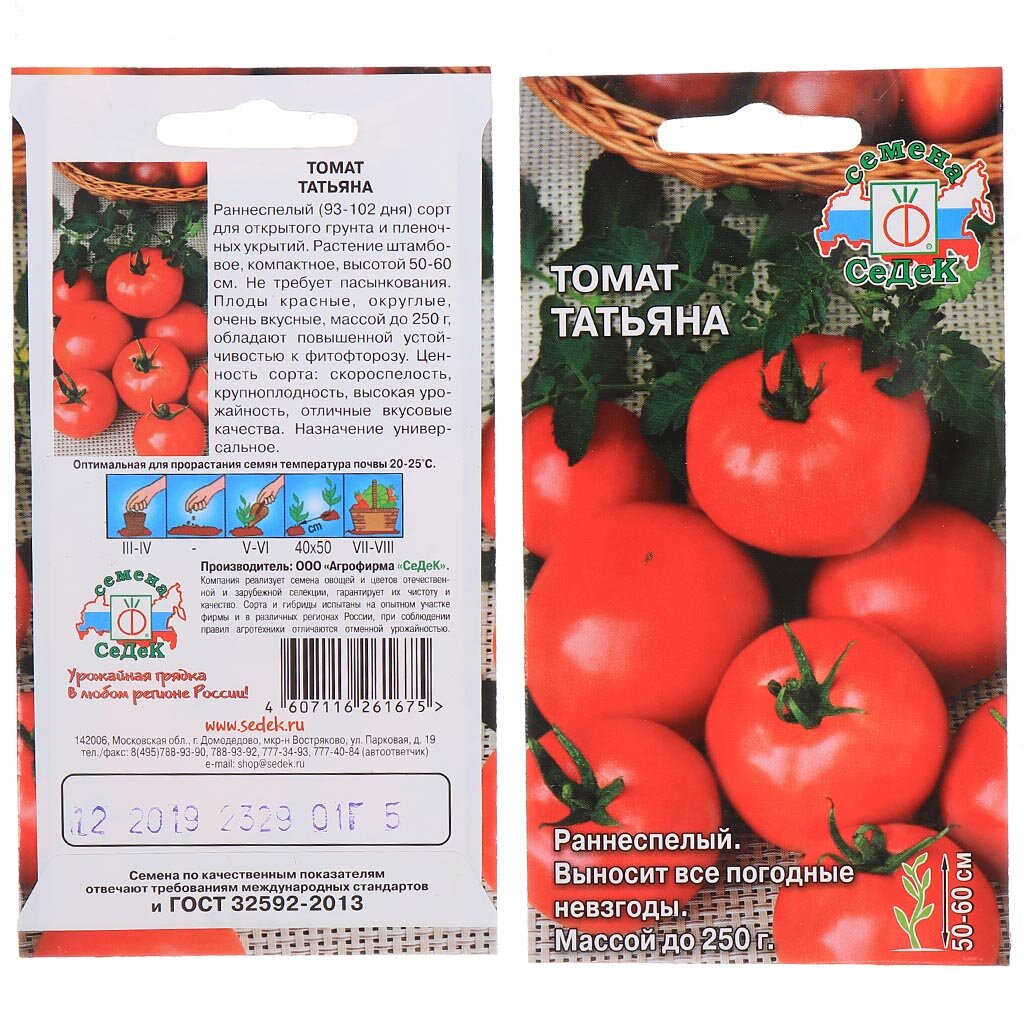 ТОМАТ
ТАТЬЯНА
Раннеспелый (93-102 дня) сорт
для открытого грунта и пленоч-
ных укрытий. Растение штамбо-
вое, компактное, высотой 50-60
см. Не требует пасынкования.
Плоды красные, округлые,
очень вкусные, массой до 250 г,
обладают повышенной устой-
чивостью к фитофторозу. Цен-
ность сорта: скороспелость,
крупноплодность, высокая уро-
жайность, отличные вкусовые
качества. Назначение универ-
сальное.
Оптимальная для прорастания семян температура почвы 20-25°С.
cm
III-IV - V-VI 40x50 VII-VIII
Производитель: ООО «Агрофирма «СеДеК».
Компания реализует семена овощей и цветов отечествен-
ной и зарубежной селекции, гарантирует их чистоту и
качество. Сорта и гибриды испытаны на опытном участке
фирмы и в различных регионах России, при соблюдении
правил агротехники отличаются отменной урожайностью.
семена
СеДеК
Урожайная грядка
в любом регионе России!
4 607116 261675 >
www.sedek.ru
142006, Московская обл., г. Домодедово, мкр-н Востряково, ул. Парковая, д. 19
тел./факс: 8(495)788-93-90, 788-93-92, 777-34-93, 777-40-84 (автоответчик)
e-mail: shop@sedek.ru
12 2019 2329 01Г 5
Семена по качественным показателям
отвечают требованиям международных стандартов
и ГОСТ 32592-2013
семена
®
СеДеК
ТОМАТ
ТАТЬЯНА
Раннеспелый.
Выносит все погодные
невзгоды.
Массой до 250 г.
50-60 см